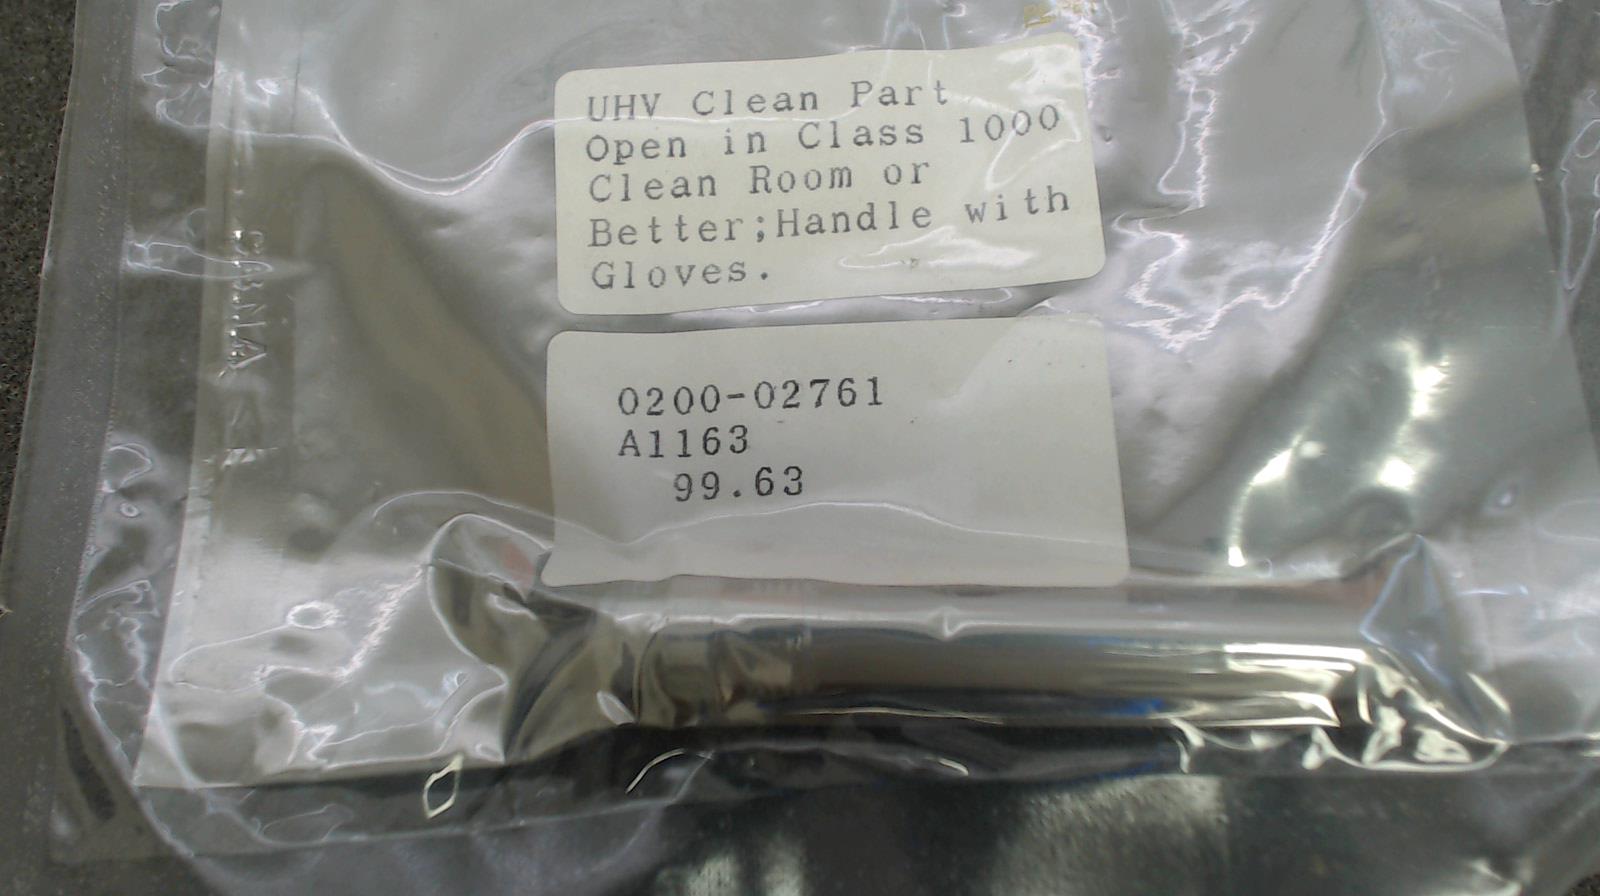 UHV Clean Part
Open in Class 1000
Clean Room or
Better;Handle with
Gloves.
0200-02761
A1163
99.63